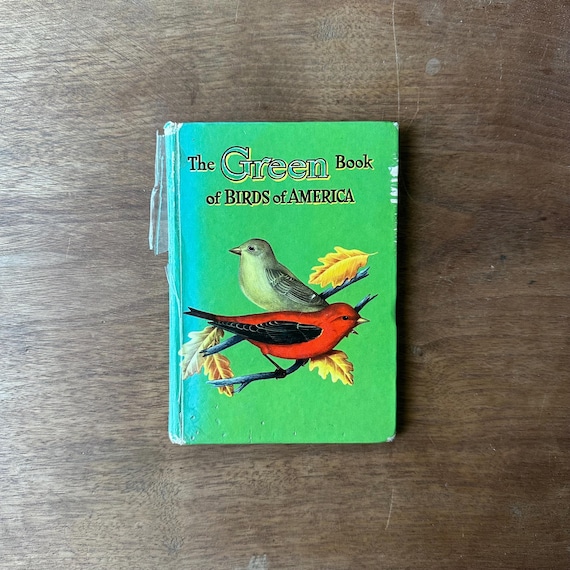 The Green Book
of BIRDS of AMERICA